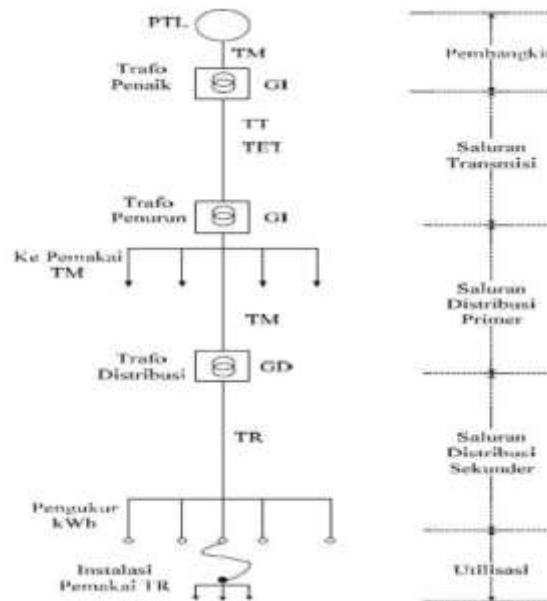 PTL
TM
Trafo
Penaik
GI
TT
TET
Trafo
Penurun
GI
Ke Pemakai
TM
TM
Trafo
Distribusi
GD
TR
Pengukur
kWh
Instalasi
Pemakai TR
Pembangkit
Saluran
Transmisi
Saluran
Distribusi
Primer
Saluran
Distribusi
Sekunder
Utilisasi